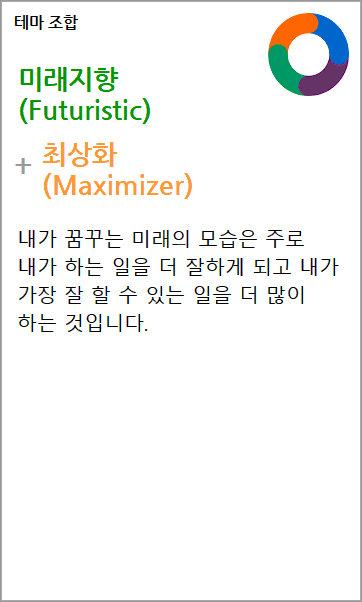 테마 조합
미래지향
(Futuristic)
+ 최상화
(Maximizer)
내가 꿈꾸는 미래의 모습은 주로
내가 하는 일을 더 잘하게 되고 내가
가장 잘 할 수 있는 일을 더 많이
하는 것입니다.